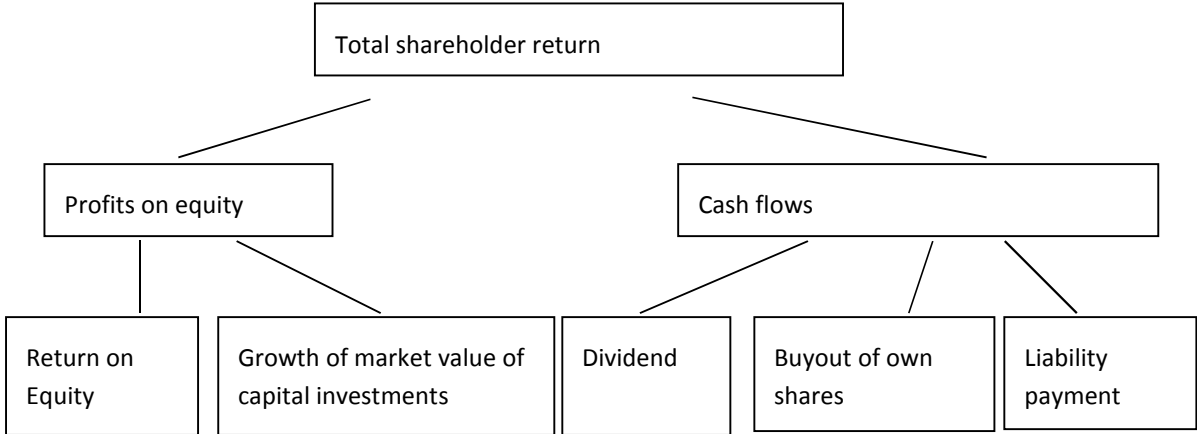 Total shareholder return
Profits on equity
Cash flows
Return on
Equity
Growth of market value of
capital investments
Dividend
Buyout of own
shares
Liability
payment